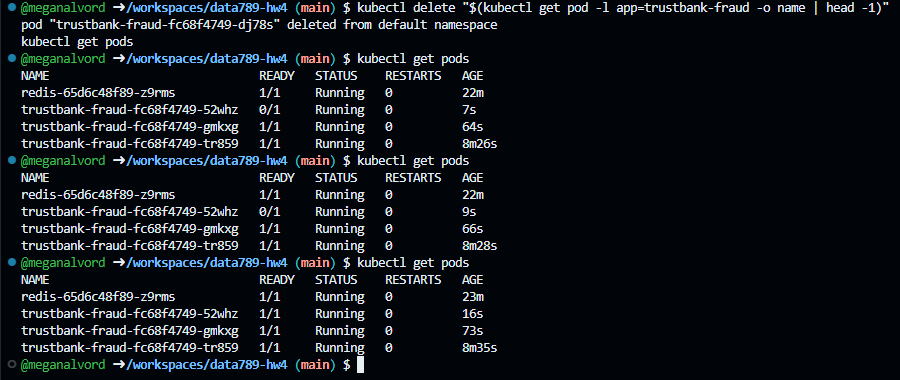 @meganalvord ➜/workspaces/data789-hw4 (main) $ kubectl delete "$(kubectl get pod -l app=trustbank-fraud -o name | head -1)"
pod "trustbank-fraud-fc68f4749-dj78s" deleted from default namespace
kubectl get pods
@meganalvord ➜/workspaces/data789-hw4 (main) $ kubectl get pods
NAME READY STATUS RESTARTS AGE
redis-65d6c48f89-z9rms 1/1 Running 0 22m
trustbank-fraud-fc68f4749-52whz 0/1 Running 0 7s
trustbank-fraud-fc68f4749-gmkxg 1/1 Running 0 64s
trustbank-fraud-fc68f4749-tr859 1/1 Running 0 8m26s
@meganalvord ➜/workspaces/data789-hw4 (main) $ kubectl get pods
NAME READY STATUS RESTARTS AGE
redis-65d6c48f89-z9rms 1/1 Running 0 22m
trustbank-fraud-fc68f4749-52whz 0/1 Running 0 9s
trustbank-fraud-fc68f4749-gmkxg 1/1 Running 0 66s
trustbank-fraud-fc68f4749-tr859 1/1 Running 0 8m28s
@meganalvord ➜/workspaces/data789-hw4 (main) $ kubectl get pods
NAME READY STATUS RESTARTS AGE
redis-65d6c48f89-z9rms 1/1 Running 0 23m
trustbank-fraud-fc68f4749-52whz 1/1 Running 0 16s
trustbank-fraud-fc68f4749-gmkxg 1/1 Running 0 73s
trustbank-fraud-fc68f4749-tr859 1/1 Running 0 8m35s
@meganalvord ➜/workspaces/data789-hw4 (main) $